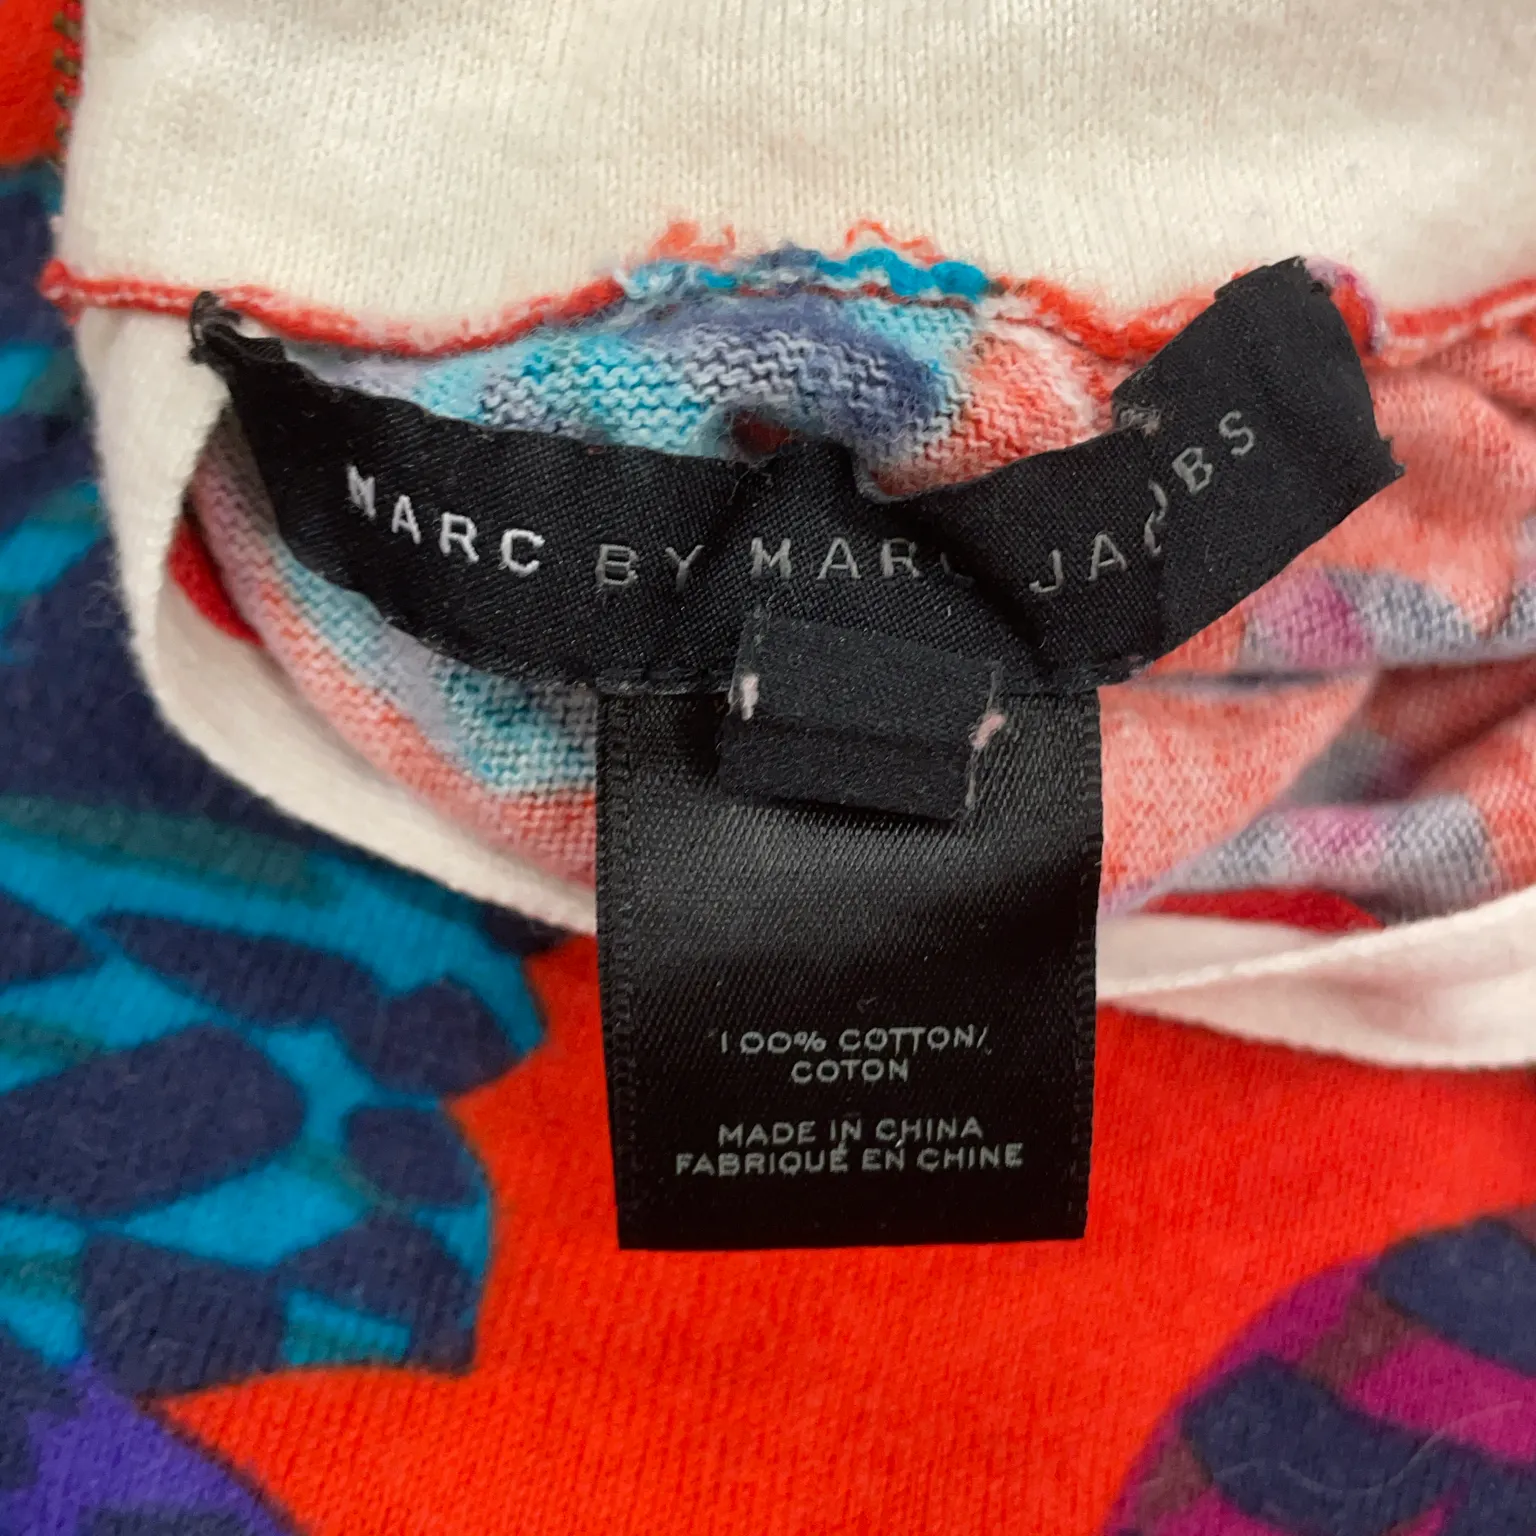 MARC BY MARC JACOBS
100% COTTON/
COTON
MADE IN CHINA
FABRIQUÉ EN CHINE